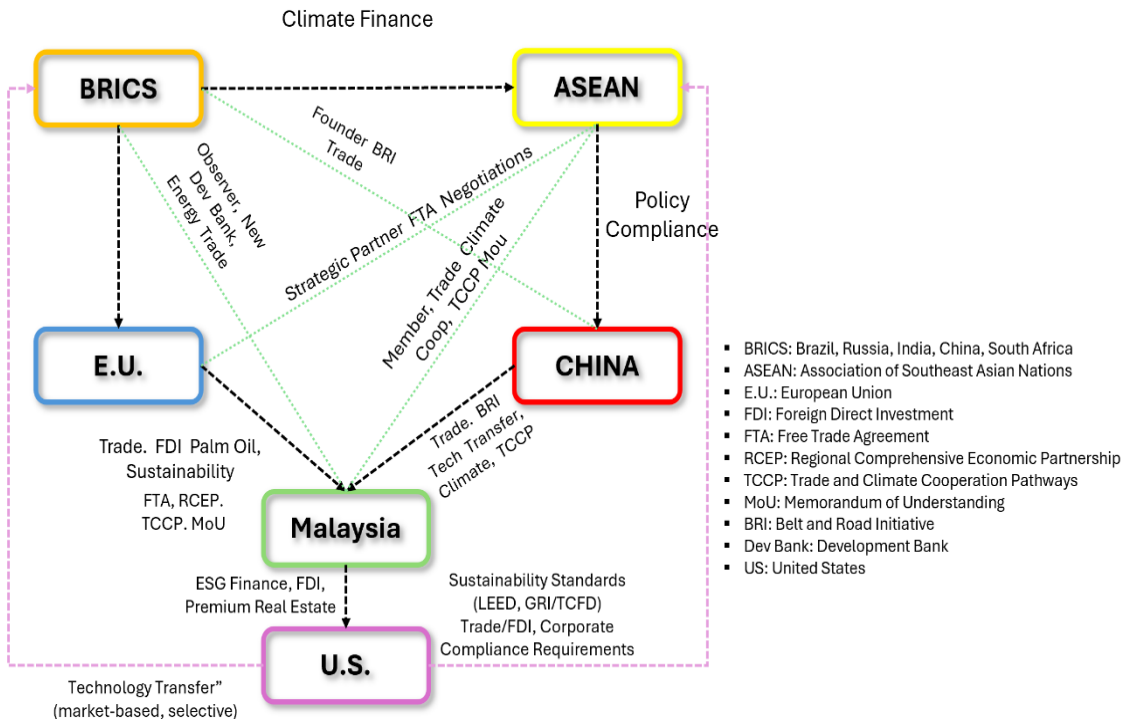 Climate Finance
BRICS
ASEAN
Founder BRI
Trade
Observer, New
Dev Bank,
Energy Trade
Strategic Partner FTA Negotiations
Member, Trade Climate
Coop, TCCP MoU
Policy
Compliance
E.U.
CHINA
Trade. BRI
Tech Transfer,
Climate, TCCP
Trade. FDI Palm Oil,
Sustainability
FTA, RCEP.
TCCP. MoU
Malaysia
ESG Finance, FDI,
Premium Real Estate
Sustainability Standards
(LEED, GRI/TCFD)
Trade/FDI, Corporate
Compliance Requirements
U.S.
Technology Transfer”
(market-based, selective)
▪ BRICS: Brazil, Russia, India, China, South Africa
▪ ASEAN: Association of Southeast Asian Nations
▪ E.U.: European Union
▪ FDI: Foreign Direct Investment
▪ FTA: Free Trade Agreement
▪ RCEP: Regional Comprehensive Economic Partnership
▪ TCCP: Trade and Climate Cooperation Pathways
▪ MoU: Memorandum of Understanding
▪ BRI: Belt and Road Initiative
▪ Dev Bank: Development Bank
▪ US: United States